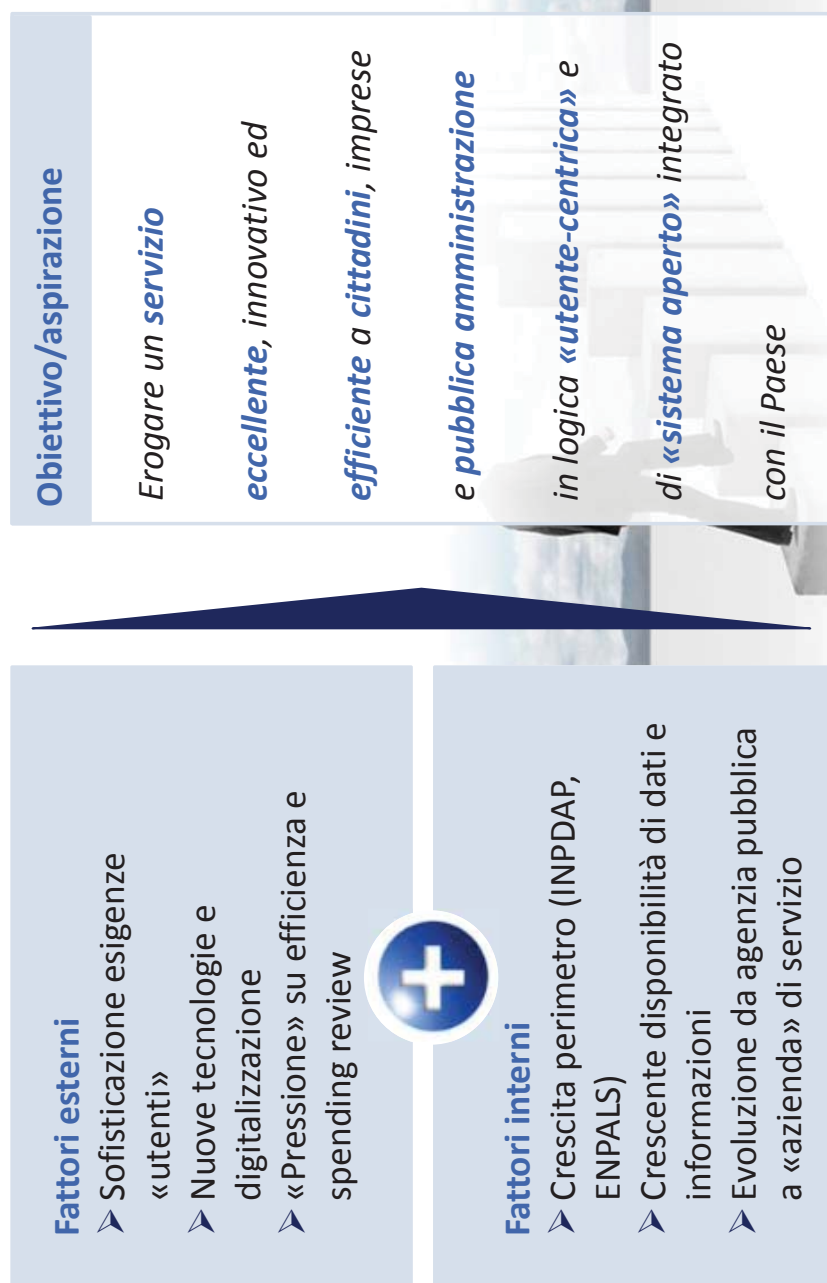 Fattori esterni
➢ Sofisticazione esigenze
«utenti»
➢ Nuove tecnologie e
digitalizzazione
➢ «Pressione» su efficienza e
spending review
Fattori interni
➢ Crescita perimetro (INPDAP,
ENPALS)
➢ Crescente disponibilità di dati e
informazioni
➢ Evoluzione da agenzia pubblica
a «azienda» di servizio
Obiettivo/aspirazione
Erogare un servizio
eccellente, innovativo ed
efficiente a cittadini, imprese
e pubblica amministrazione
in logica «utente-centrica» e
di «sistema aperto» integrato
con il Paese